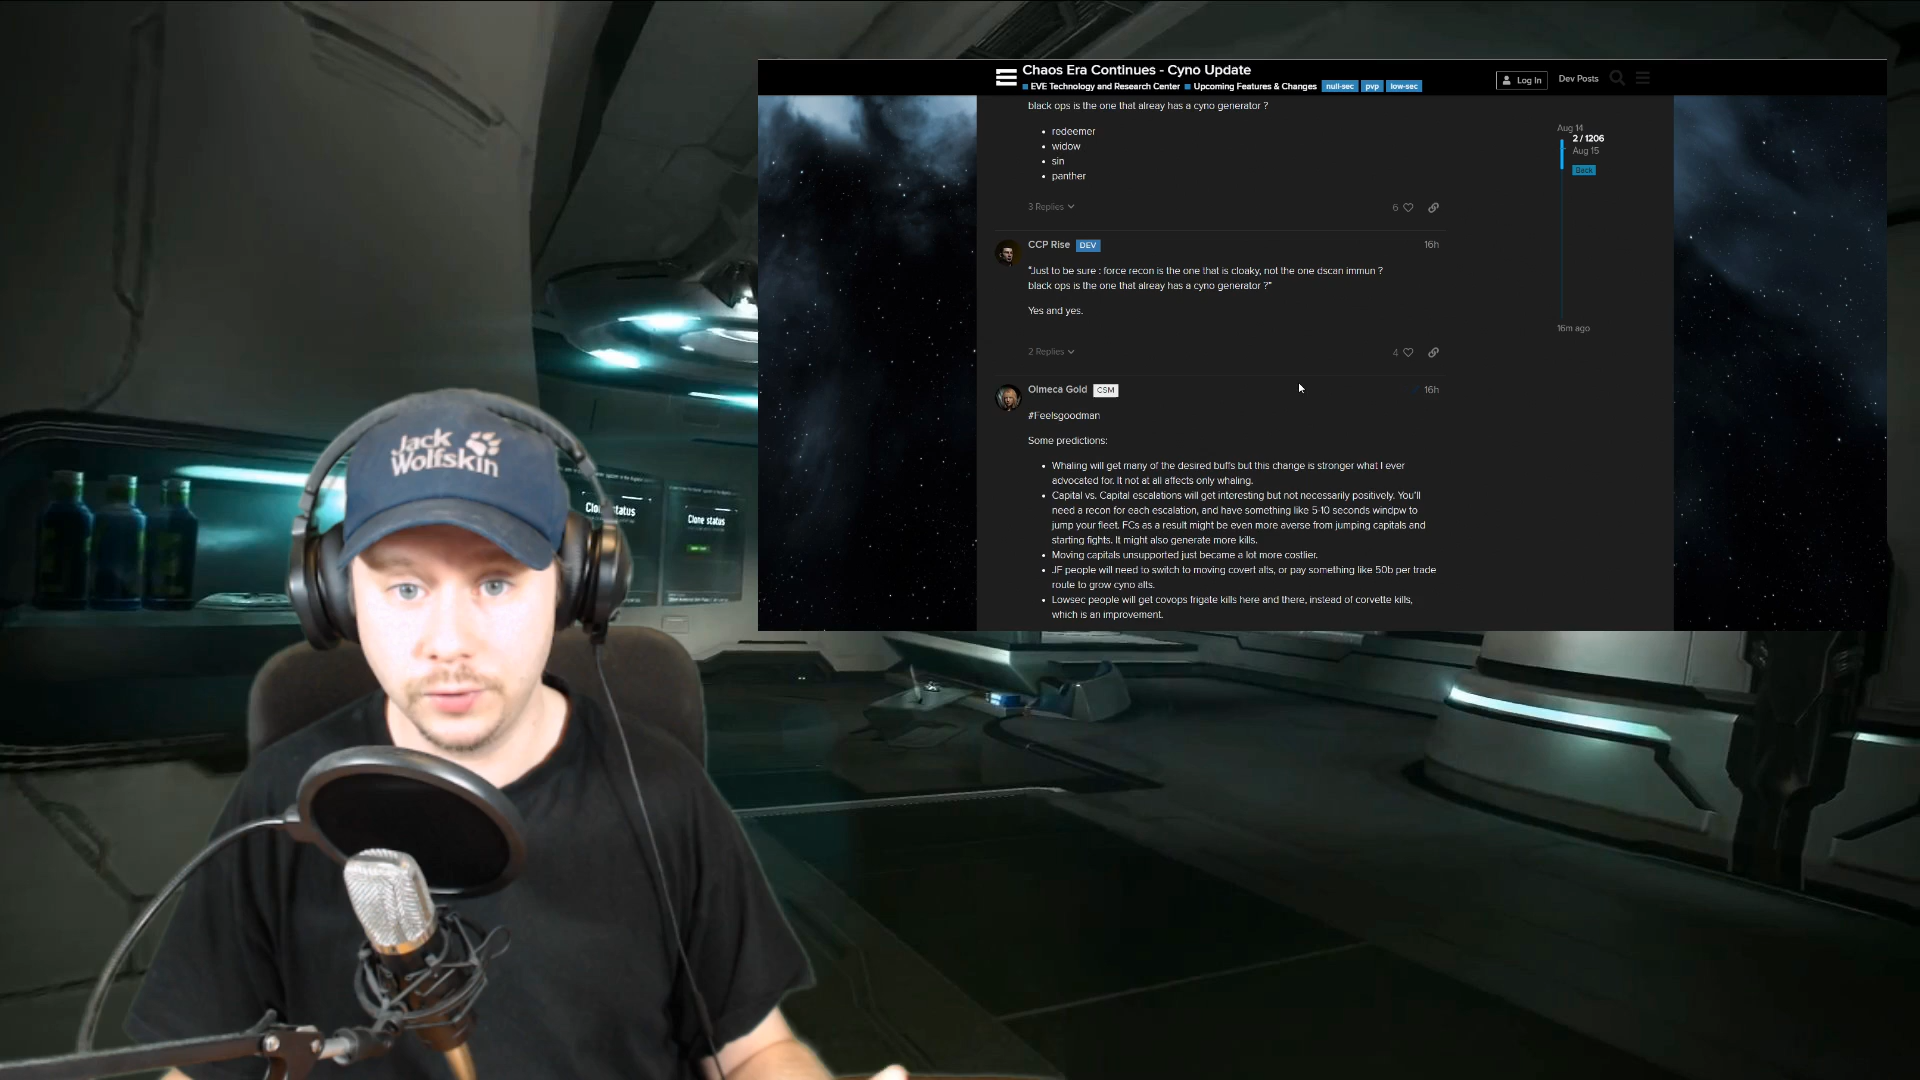 Chaos Era Continues - Cyno Update
EVE Technology and Research Center Upcoming Features & Changes null-sec pvp low-sec
Log In Dev Posts
black ops is the one that alreay has a cyno generator ?
redeemer
widow
sin
panther
3 Replies
6
Aug 14
2 / 1206
Aug 15
Back
16m ago
CCP Rise DEV
16h
"Just to be sure : force recon is the one that is cloaky, not the one dscan immun ?
black ops is the one that alreay has a cyno generator ?"
Yes and yes.
2 Replies
4
Olmeca Gold CSM
16h
#Feelsgoodman
Some predictions:
Whaling will get many of the desired buffs but this change is stronger what I ever
advocated for. It not at all affects only whaling.
Capital vs. Capital escalations will get interesting but not necessarily positively. You'll
need a recon for each escalation, and have something like 5-10 seconds windpw to
jump your fleet. FCs as a result might be even more averse from jumping capitals and
starting fights. It might also generate more kills.
Moving capitals unsupported just became a lot more costlier.
JF people will need to switch to moving covert alts, or pay something like 50b per trade
route to grow cyno alts.
Lowsec people will get covops frigate kills here and there, instead of corvette kills,
which is an improvement.
Jack
Wolfskin
Clone status